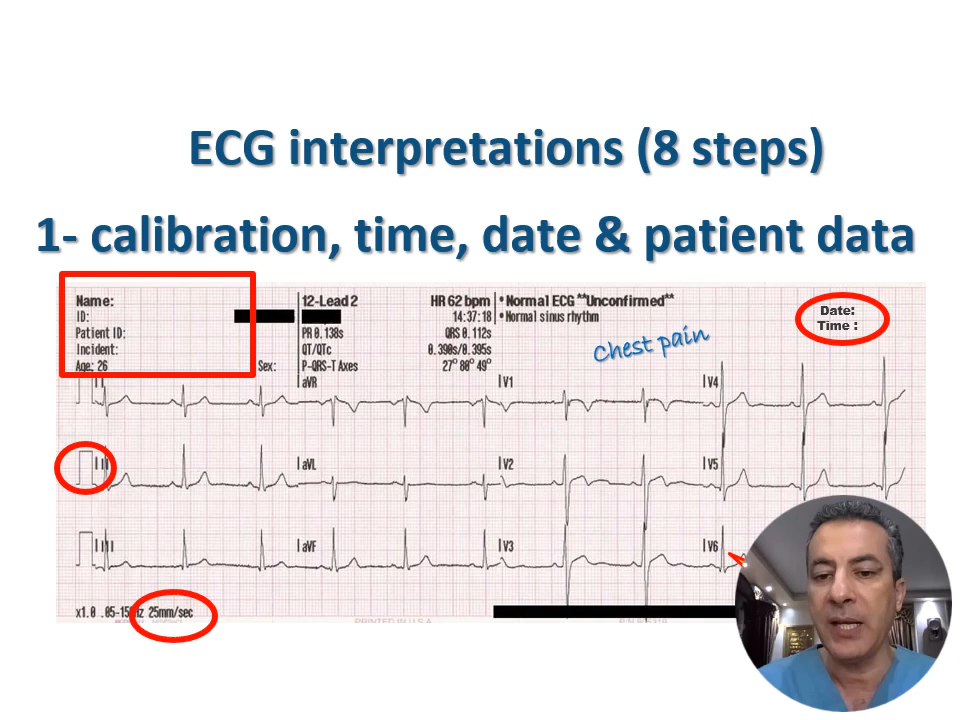 ECG interpretations (8 steps)
1- calibration, time, date & patient data
Name:
ID:
Patient ID:
Incident:
Age: 26
Sex:
12-Lead 2
HR 62 bpm
14:37:18
PR 0.138s
QRS 0.112s
QT/QTc
0.390s/0.395s
P-QRS-T Axes
27° 80° 49°
• Normal ECG **Unconfirmed**
• Normal sinus rhythm
Chest pain
Date:
Time :
I
aVR
V1
V4
II
aVL
V2
V5
III
aVF
V3
V6
x1.0 .05-15 Hz 25mm/sec
PRINTED IN U.S.A.